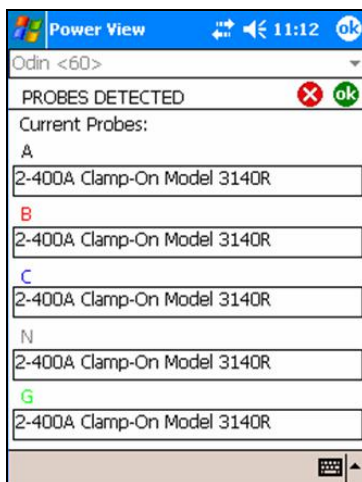 Power View 11:12 ok
Odin <60>
PROBES DETECTED ok
Current Probes:
A
2-400A Clamp-On Model 3140R
B
2-400A Clamp-On Model 3140R
C
2-400A Clamp-On Model 3140R
N
2-400A Clamp-On Model 3140R
G
2-400A Clamp-On Model 3140R